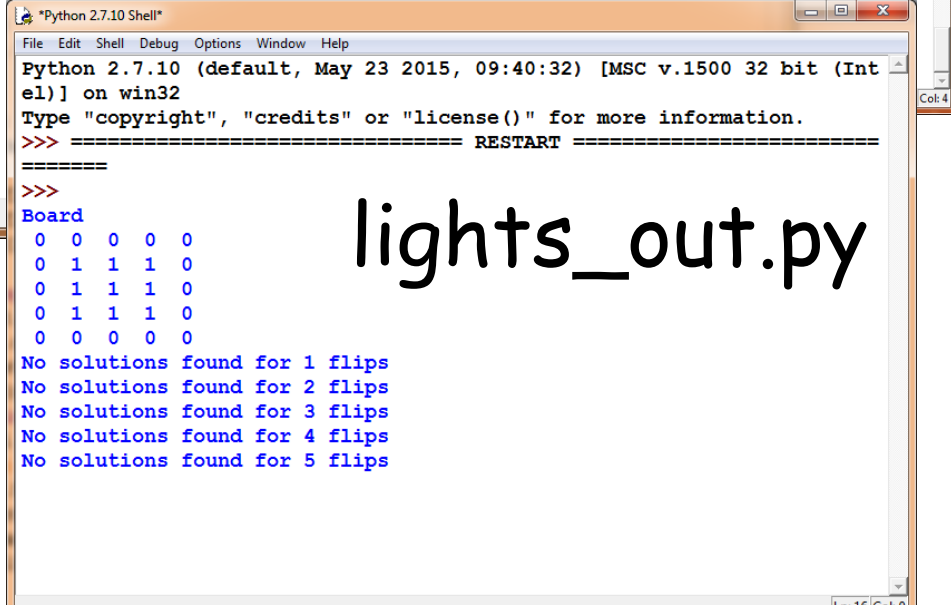 *Python 2.7.10 Shell*
File Edit Shell Debug Options Window Help
Python 2.7.10 (default, May 23 2015, 09:40:32) [MSC v.1500 32 bit (Int
el)] on win32
Type "copyright", "credits" or "license()" for more information.
>>> ================================ RESTART =========================
=======
>>>
Board
0 0 0 0 0
0 1 1 1 0
0 1 1 1 0
0 1 1 1 0
0 0 0 0 0
No solutions found for 1 flips
No solutions found for 2 flips
No solutions found for 3 flips
No solutions found for 4 flips
No solutions found for 5 flips
lights_out.py
Col: 4